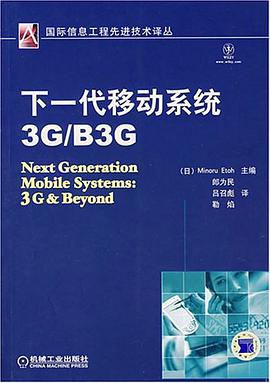 国际信息工程先进技术译丛
WILEY
下一代移动系统
3G/B3G
Next Generation
Mobile Systems:
3G & Beyond
(日) Minoru Etoh 主编
郎为民
吕召彪 译
勒焰
机械工业出版社
CHINA MACHINE PRESS